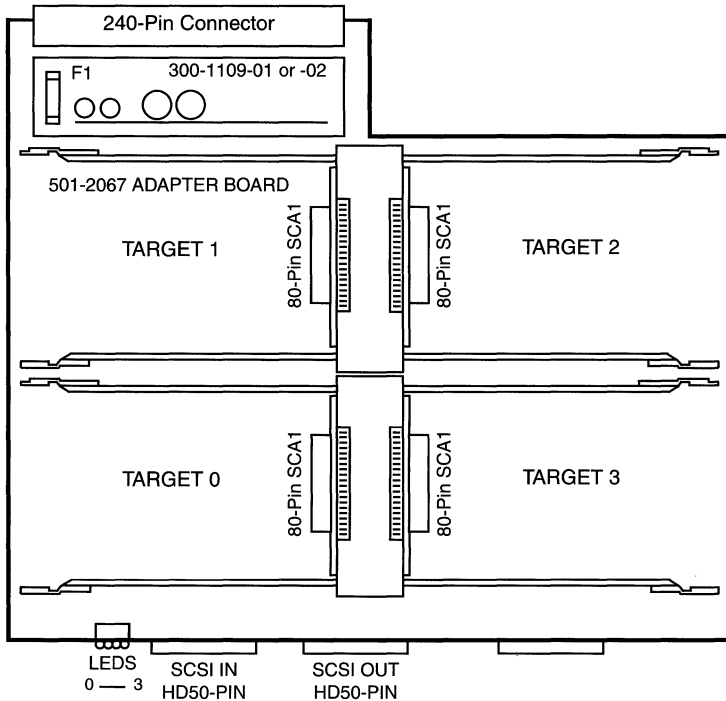 240-Pin Connector
F1
300-1109-01 or -02
501-2067 ADAPTER BOARD
TARGET 1
80-Pin SCA1
80-Pin SCA1
TARGET 2
TARGET 0
80-Pin SCA1
80-Pin SCA1
TARGET 3
LEDS
0 — 3
SCSI IN
HD50-PIN
SCSI OUT
HD50-PIN